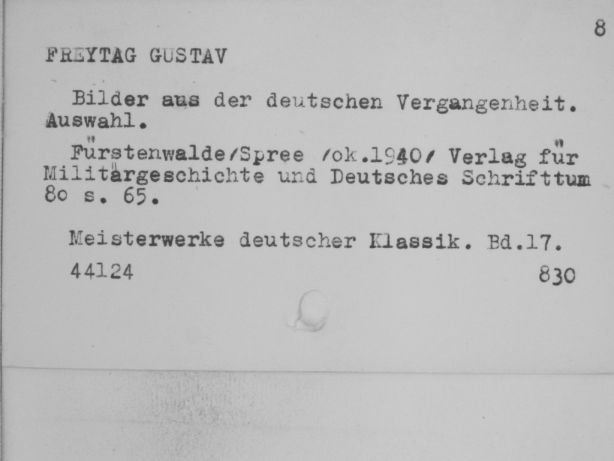 8
FREYTAG GUSTAV
Bilder aus der deutschen Vergangenheit.
Auswahl.
Fürstenwalde/Spree /ok.1940/ Verlag für
Militärgeschichte und Deutsches Schrifttum
8o s. 65.
Meisterwerke deutscher Klassik. Bd.17.
44124 830